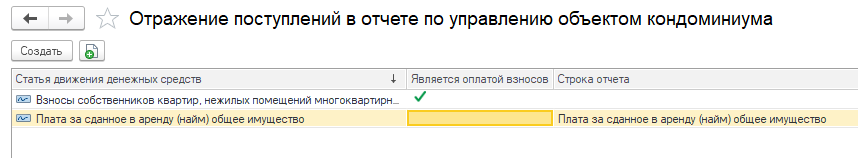 Отражение поступлений в отчете по управлению объектом кондоминиума
Создать
Статья движения денежных средств ↓ Является оплатой взносов Строка отчета
Взносы собственников квартир, нежилых помещений многоквартирн...
Плата за сданное в аренду (найм) общее имущество Плата за сданное в аренду (найм) общее имущество